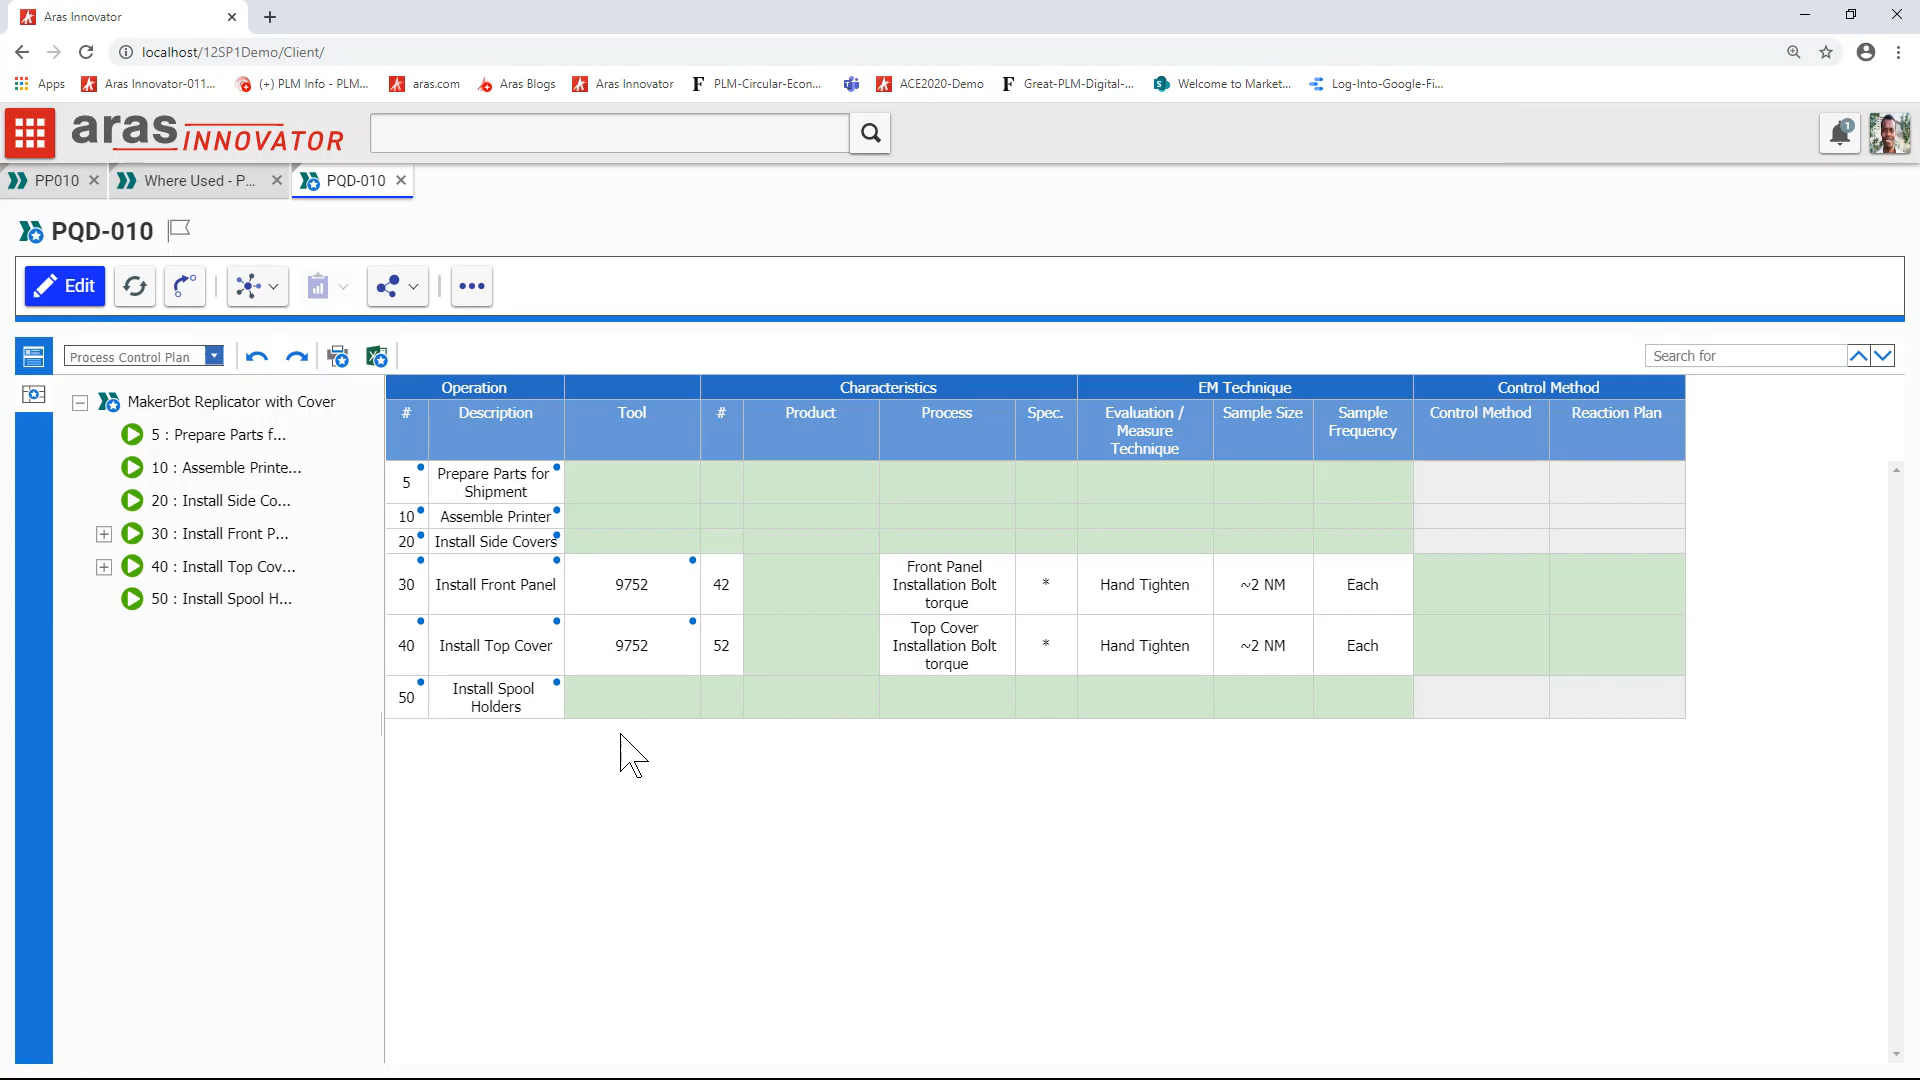 Aras Innovator
localhost/12SP1Demo/Client/
Apps Aras Innovator-011... (+) PLM Info - PLM... aras.com Aras Blogs Aras Innovator PLM-Circular-Econ... ACE2020-Demo Great-PLM-Digital-... Welcome to Market... Log-Into-Google-Fi...
aras INNOVATOR
1
PP010 Where Used - P... PQD-010
PQD-010
Edit
Process Control Plan
Search for
MakerBot Replicator with Cover
5 : Prepare Parts f...
10 : Assemble Printe...
20 : Install Side Co...
30 : Install Front P...
40 : Install Top Cov...
50 : Install Spool H...
Operation Characteristics EM Technique Control Method
# Description Tool # Product Process Spec. Evaluation / Measure Technique Sample Size Sample Frequency Control Method Reaction Plan
5 Prepare Parts for Shipment
10 Assemble Printer
20 Install Side Covers
30 Install Front Panel 9752 42 Front Panel Installation Bolt torque * Hand Tighten ~2 NM Each
40 Install Top Cover 9752 52 Top Cover Installation Bolt torque * Hand Tighten ~2 NM Each
50 Install Spool Holders